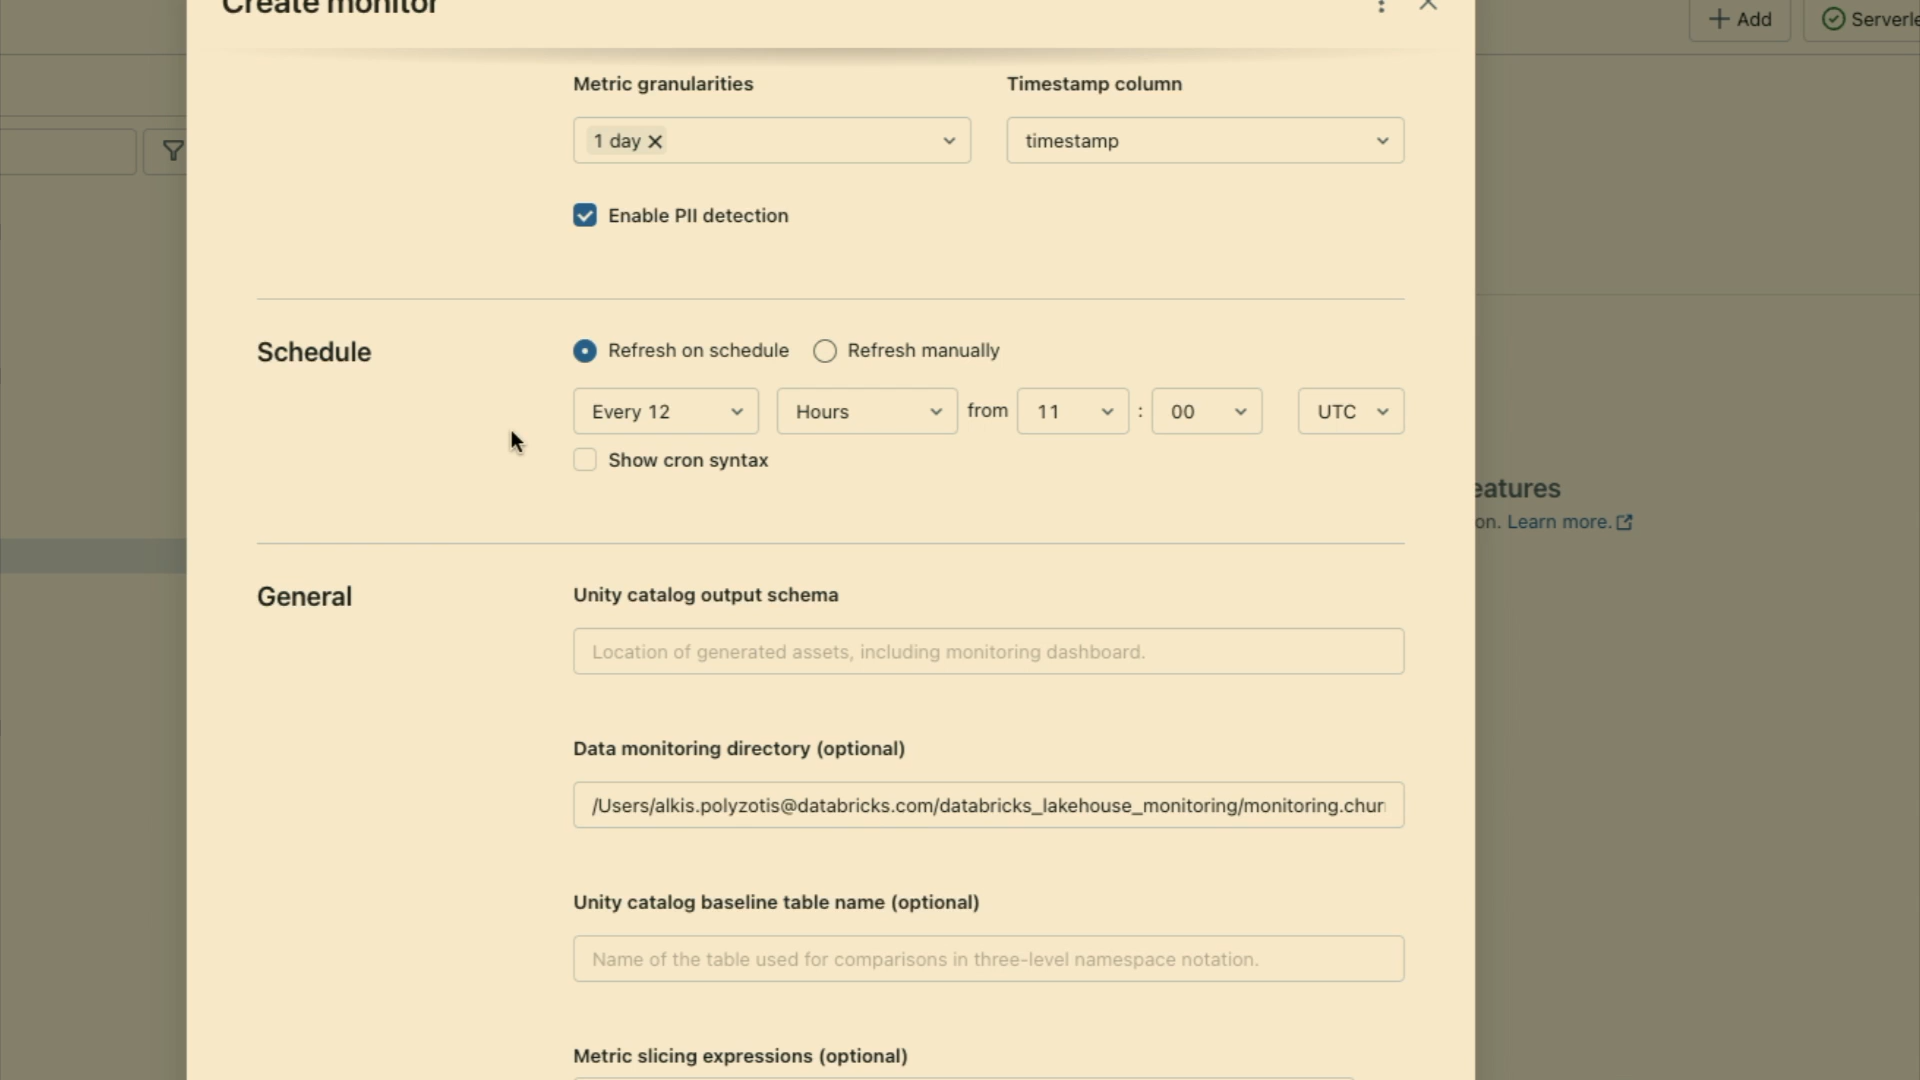 Create monitor
Add
Metric granularities
Timestamp column
1 day
timestamp
Enable PII detection
Schedule
Refresh on schedule
Refresh manually
Every 12
Hours
from
11
:
00
UTC
Show cron syntax
on. Learn more.
General
Unity catalog output schema
Location of generated assets, including monitoring dashboard.
Data monitoring directory (optional)
/Users/alkis.polyzotis@databricks.com/databricks_lakehouse_monitoring/monitoring.chur
Unity catalog baseline table name (optional)
Name of the table used for comparisons in three-level namespace notation.
Metric slicing expressions (optional)